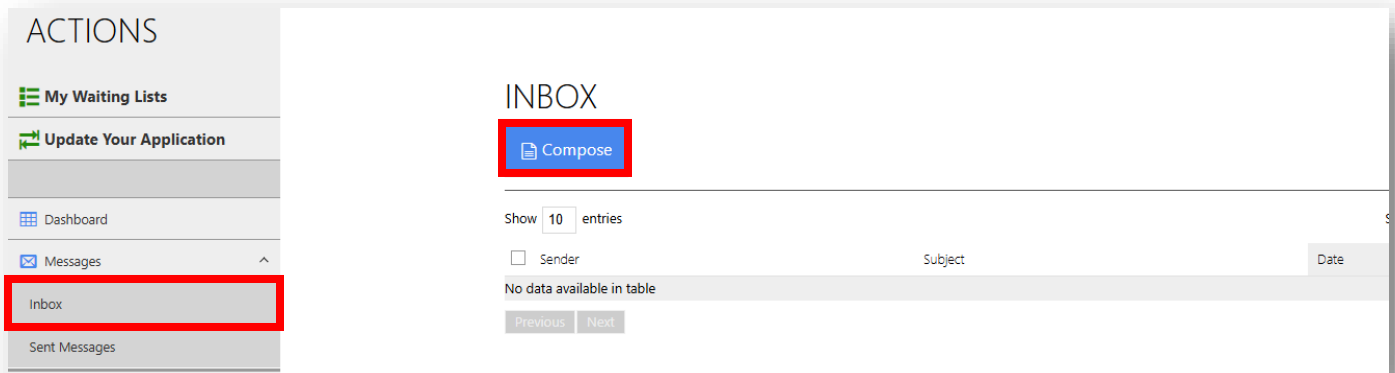 ACTIONS
My Waiting Lists
Update Your Application
Dashboard
Messages
Inbox
Sent Messages
INBOX
Compose
Show 10 entries
Sender Subject Date
No data available in table
Previous Next